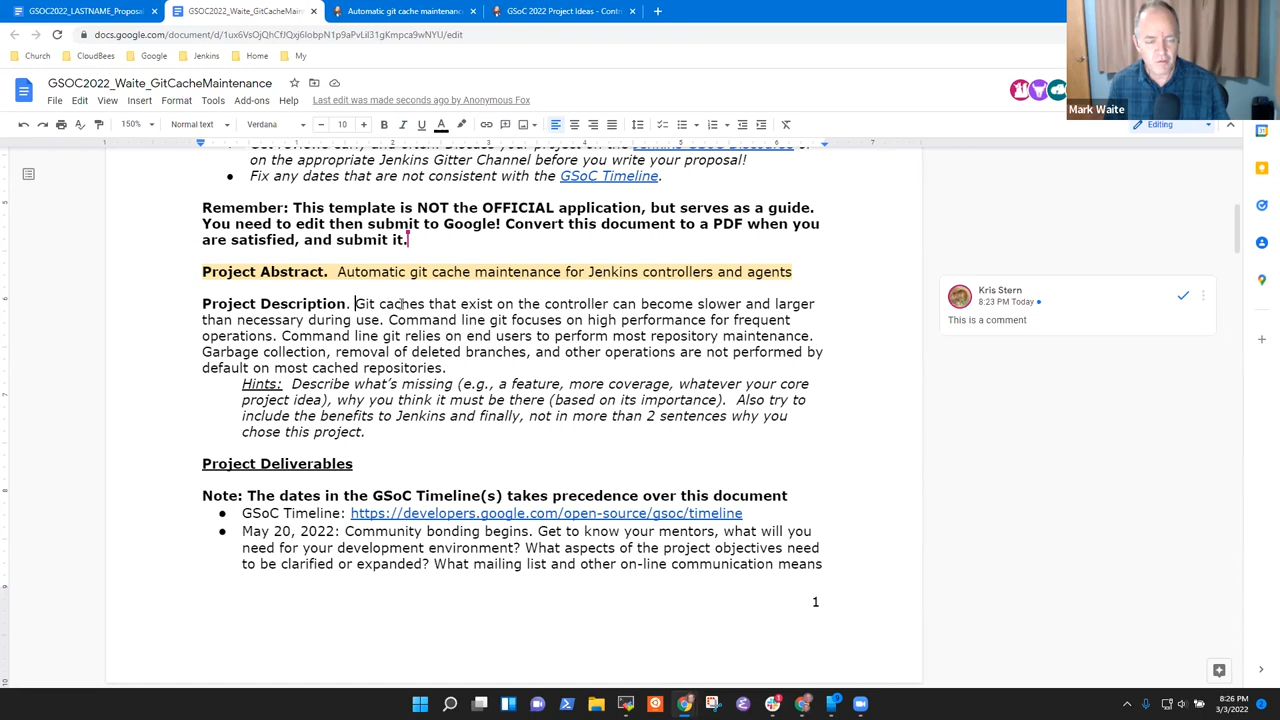 GSOC2022_LASTNAME_Proposal
GSOC2022_Waite_GitCacheMain
Automatic git cache maintenance
GSoC 2022 Project Ideas - Contr
docs.google.com/document/d/1ux6VsOjQhCfJQxj6IobpN1p9aPvLil31gKmpca9wNYU/edit
Church
CloudBees
Google
Jenkins
Home
My
GSOC2022_Waite_GitCacheMaintenance
File Edit View Insert Format Tools Add-ons Help Last edit was made seconds ago by Anonymous Fox
Mark Waite
150% Normal text Verdana 10 Editing
on the appropriate Jenkins Gitter Channel before you write your proposal!
● Fix any dates that are not consistent with the GSoC Timeline.
Remember: This template is NOT the OFFICIAL application, but serves as a guide.
You need to edit then submit to Google! Convert this document to a PDF when you
are satisfied, and submit it.
Project Abstract. Automatic git cache maintenance for Jenkins controllers and agents
Project Description. Git caches that exist on the controller can become slower and larger
than necessary during use. Command line git focuses on high performance for frequent
operations. Command line git relies on end users to perform most repository maintenance.
Garbage collection, removal of deleted branches, and other operations are not performed by
default on most cached repositories.
Hints: Describe what's missing (e.g., a feature, more coverage, whatever your core
project idea), why you think it must be there (based on its importance). Also try to
include the benefits to Jenkins and finally, not in more than 2 sentences why you
chose this project.
Project Deliverables
Note: The dates in the GSoC Timeline(s) takes precedence over this document
● GSoC Timeline: https://developers.google.com/open-source/gsoc/timeline
● May 20, 2022: Community bonding begins. Get to know your mentors, what will you
need for your development environment? What aspects of the project objectives need
to be clarified or expanded? What mailing list and other on-line communication means
1
Kris Stern
8:23 PM Today
This is a comment
8:26 PM
3/3/2022